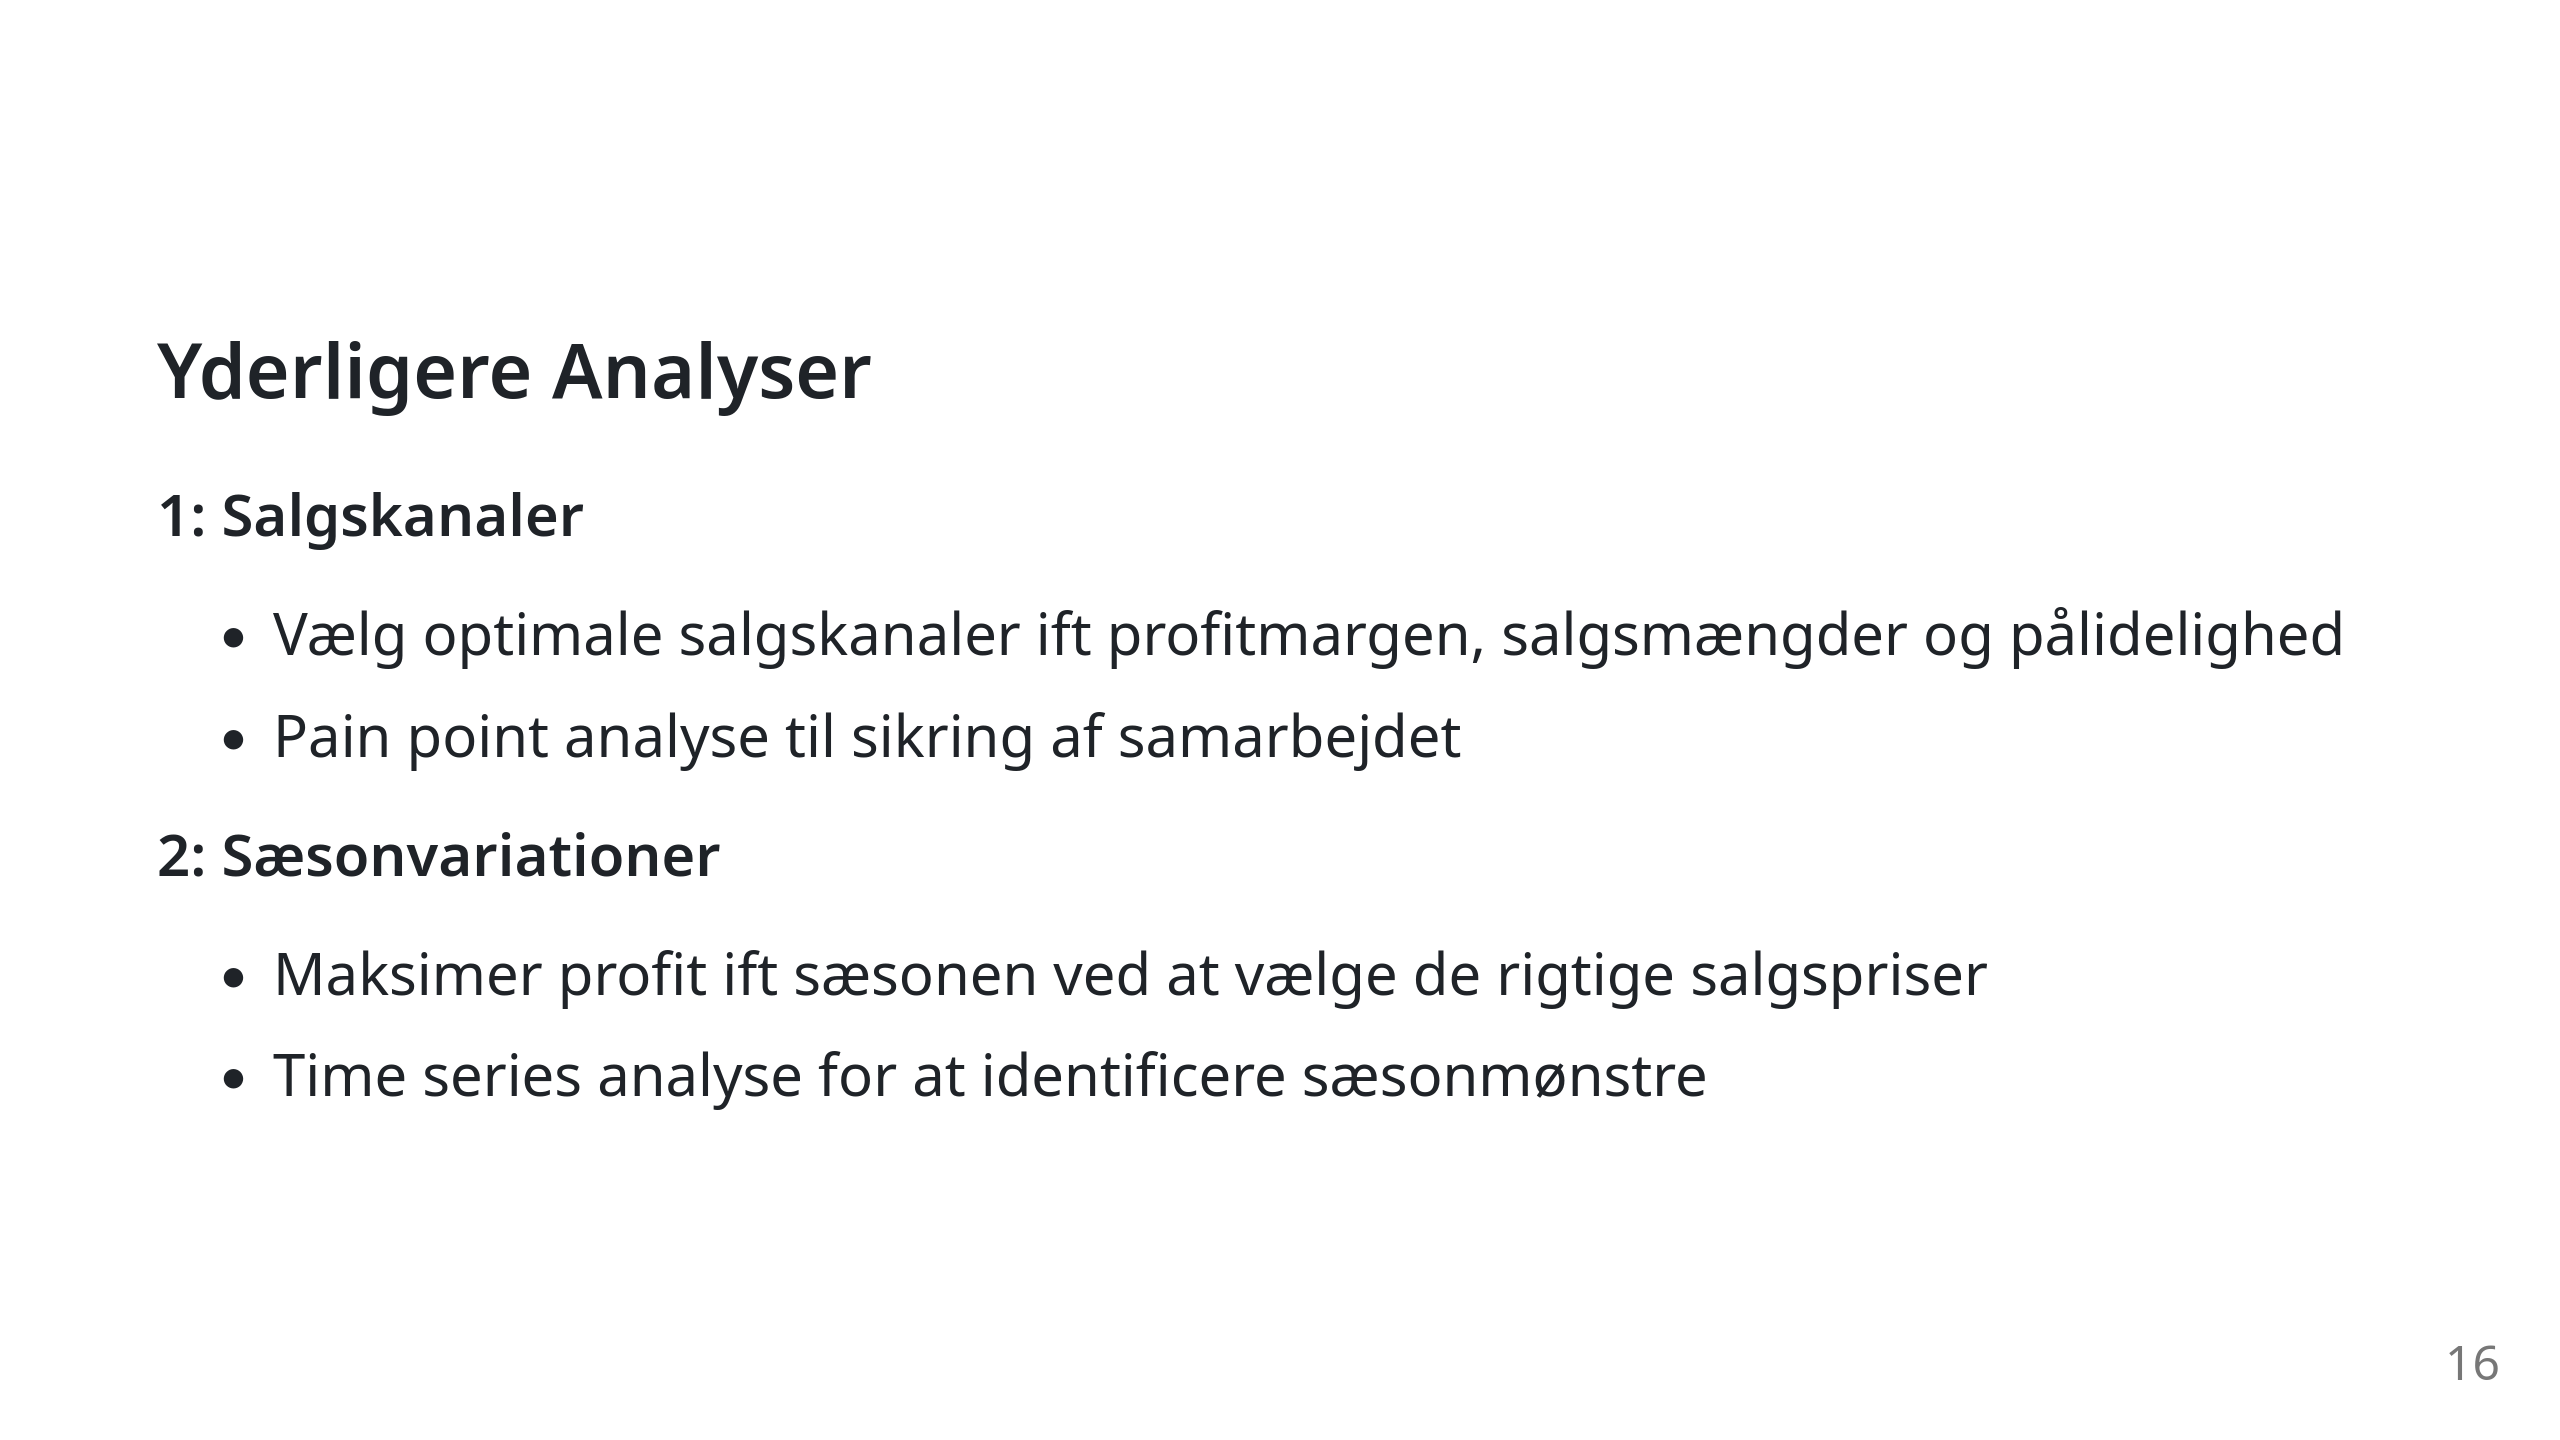 Yderligere Analyser
1: Salgskanaler
• Vælg optimale salgskanaler ift profitmargen, salgsmængder og pålidelighed
• Pain point analyse til sikring af samarbejdet
2: Sæsonvariationer
• Maksimer profit ift sæsonen ved at vælge de rigtige salgspriser
• Time series analyse for at identificere sæsonmønstre
16